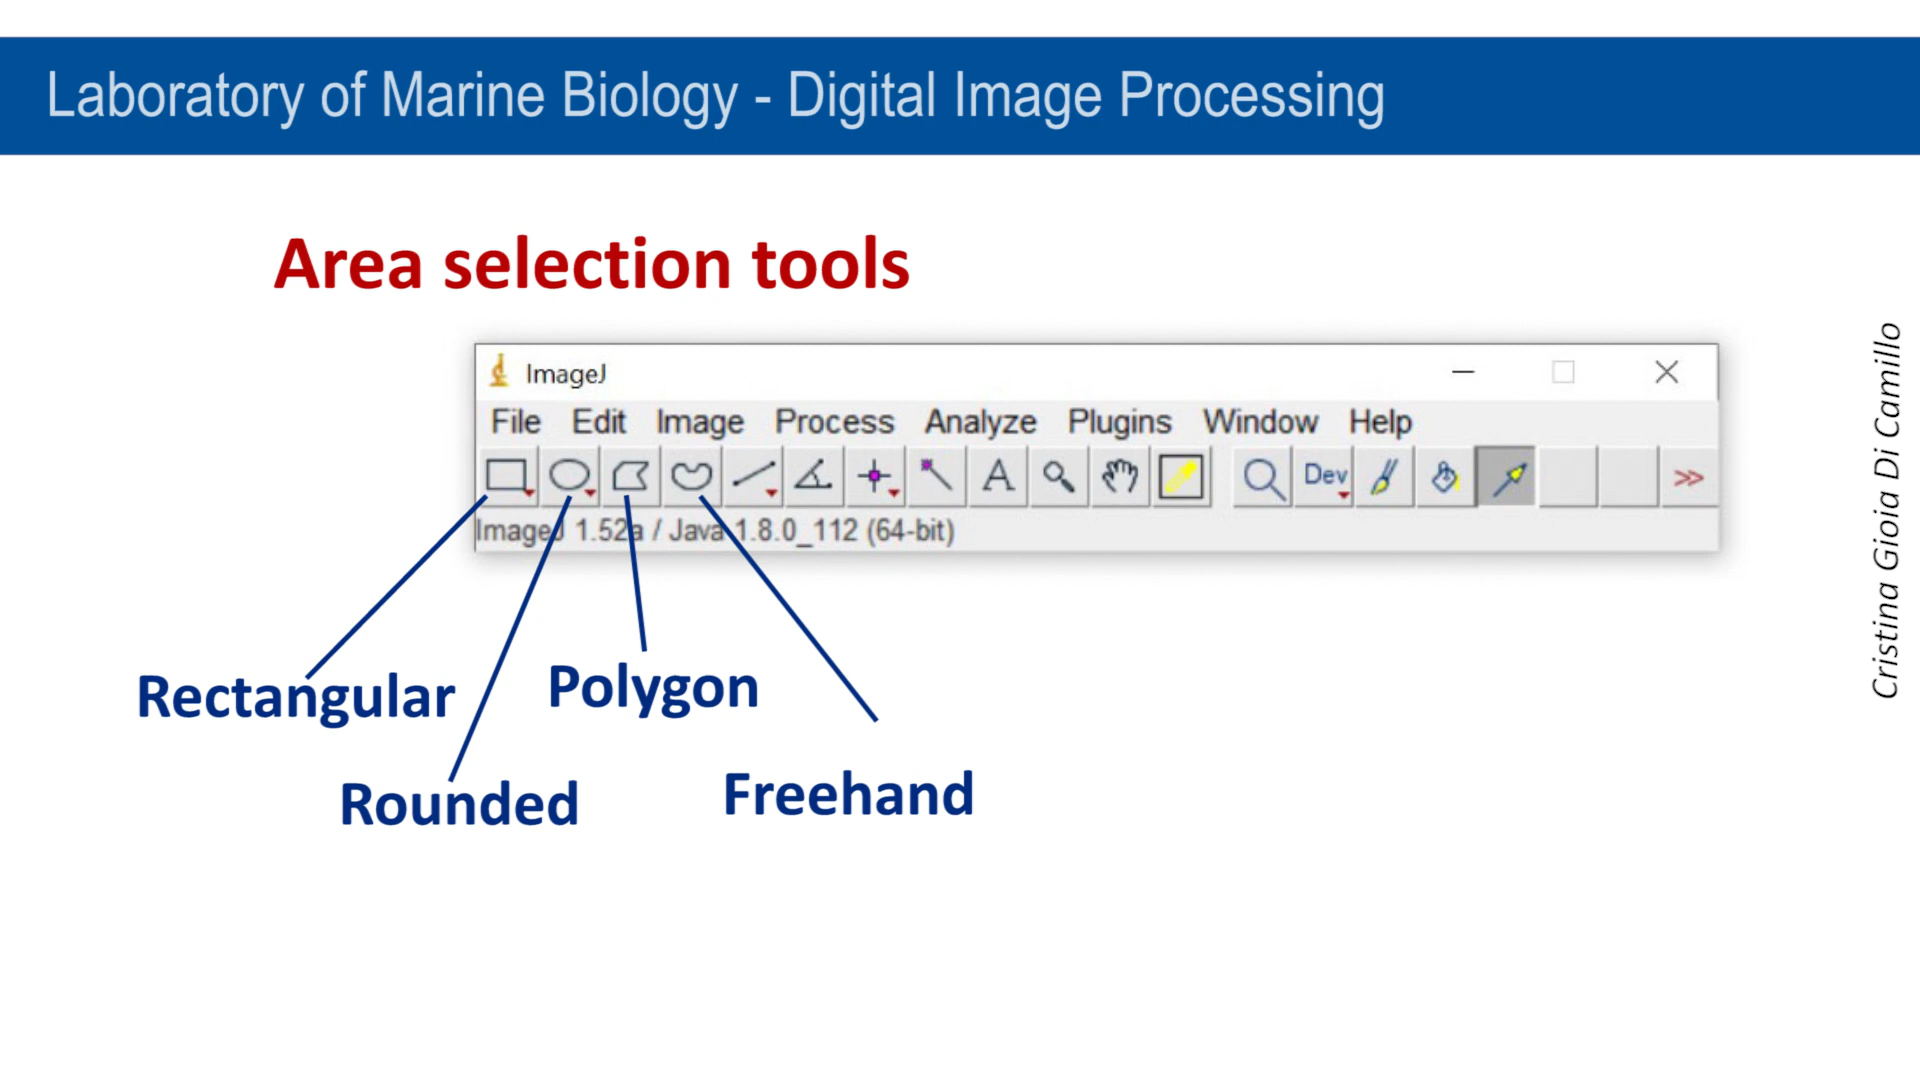 Laboratory of Marine Biology - Digital Image Processing
Area selection tools
ImageJ
File Edit Image Process Analyze Plugins Window Help
A Dev >>
ImageJ 1.52a / Java 1.8.0_112 (64-bit)
Rectangular
Polygon
Rounded
Freehand
Cristina Gioia Di Camillo